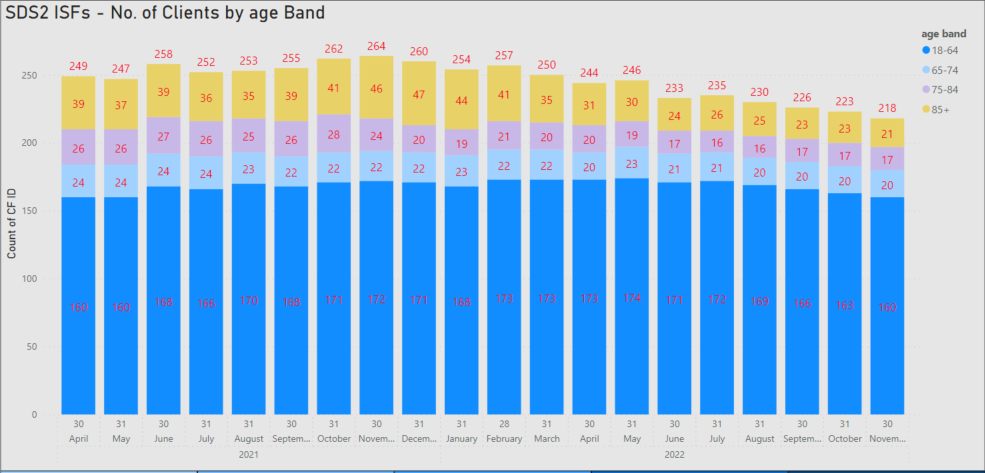 SDS2 ISFs - No. of Clients by age Band
age band
18-64
65-74
75-84
85+
Count of CF ID
250
200
150
100
50
0
249 247 258 252 253 255 262 264 260 254 257 250 244 246 233 235 230 226 223 218
39 37 39 36 35 39 41 46 47 44 41 35 31 30 24 26 25 23 23 21
26 26 27 26 25 26 28 24 20 19 21 20 20 19 17 16 16 17 17 17
24 24 24 24 23 22 22 22 22 23 22 22 20 23 21 21 20 20 20 20
160 160 168 166 170 168 171 172 171 168 173 173 173 174 171 172 169 166 163 160
30 31 30 31 31 30 31 30 31 31 28 31 30 31 30 31 31 30 31 30
April May June July August Septem... October Novem... Decem... January February March April May June July August Septem... October Novem...
2021 2022